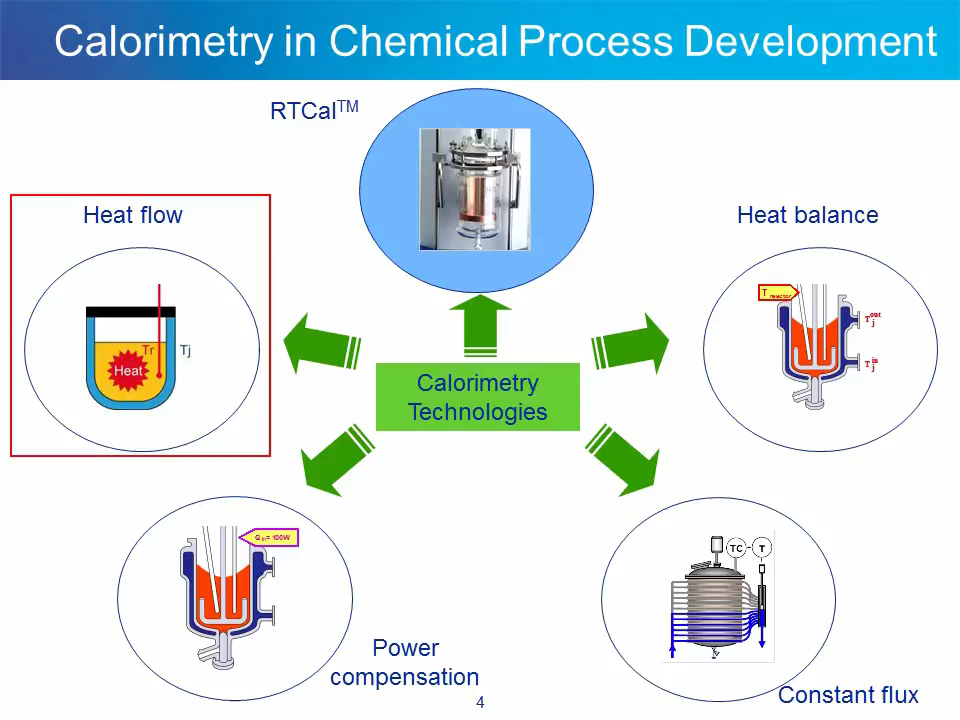 Calorimetry in Chemical Process Development
RTCal™
Heat flow
Tr
Tj
Heat
Heat balance
T reactor
T j out
T j in
Calorimetry
Technologies
Q in= 100W
Power
compensation
TC
T
Constant flux
4